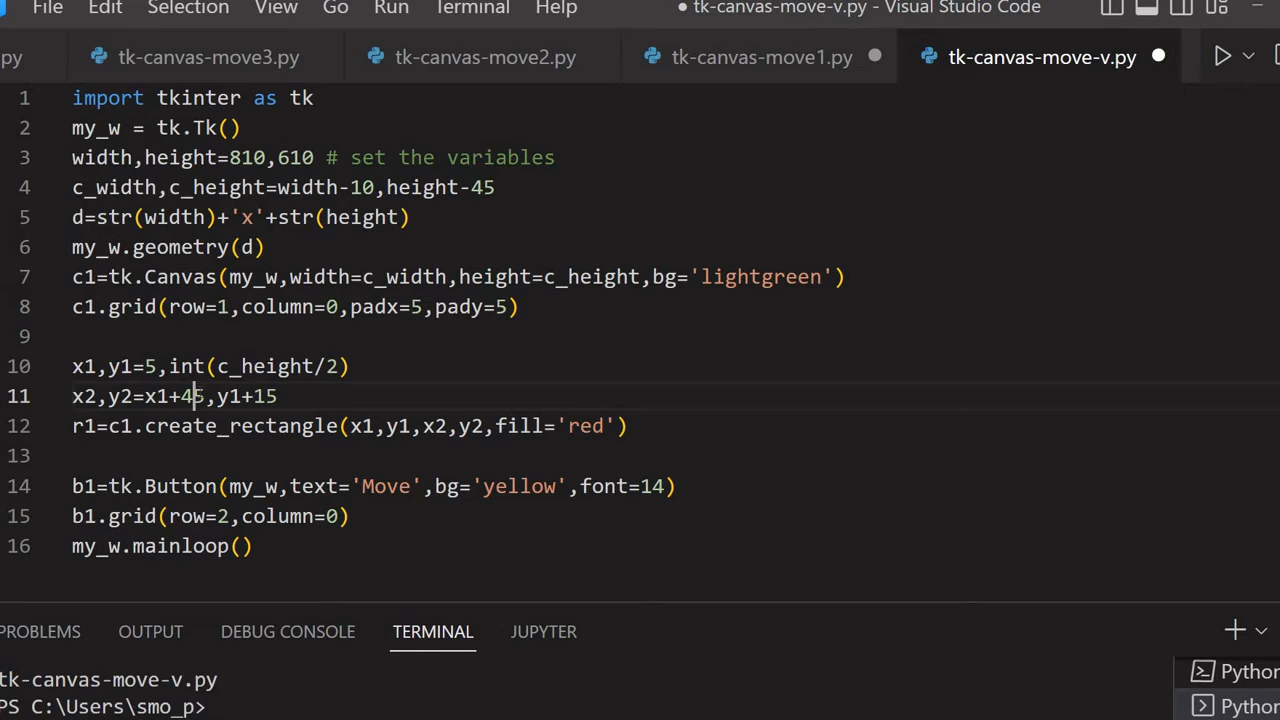 File Edit Selection View Go Run Terminal Help ● tk-canvas-move-v.py - Visual Studio Code
py tk-canvas-move3.py tk-canvas-move2.py tk-canvas-move1.py tk-canvas-move-v.py
1 import tkinter as tk
2 my_w = tk.Tk()
3 width,height=810,610 # set the variables
4 c_width,c_height=width-10,height-45
5 d=str(width)+'x'+str(height)
6 my_w.geometry(d)
7 c1=tk.Canvas(my_w,width=c_width,height=c_height,bg='lightgreen')
8 c1.grid(row=1,column=0,padx=5,pady=5)
9
10 x1,y1=5,int(c_height/2)
11 x2,y2=x1+45,y1+15
12 r1=c1.create_rectangle(x1,y1,x2,y2,fill='red')
13
14 b1=tk.Button(my_w,text='Move',bg='yellow',font=14)
15 b1.grid(row=2,column=0)
16 my_w.mainloop()
PROBLEMS OUTPUT DEBUG CONSOLE TERMINAL JUPYTER
tk-canvas-move-v.py
PS C:\Users\smo_p>
Python
Python